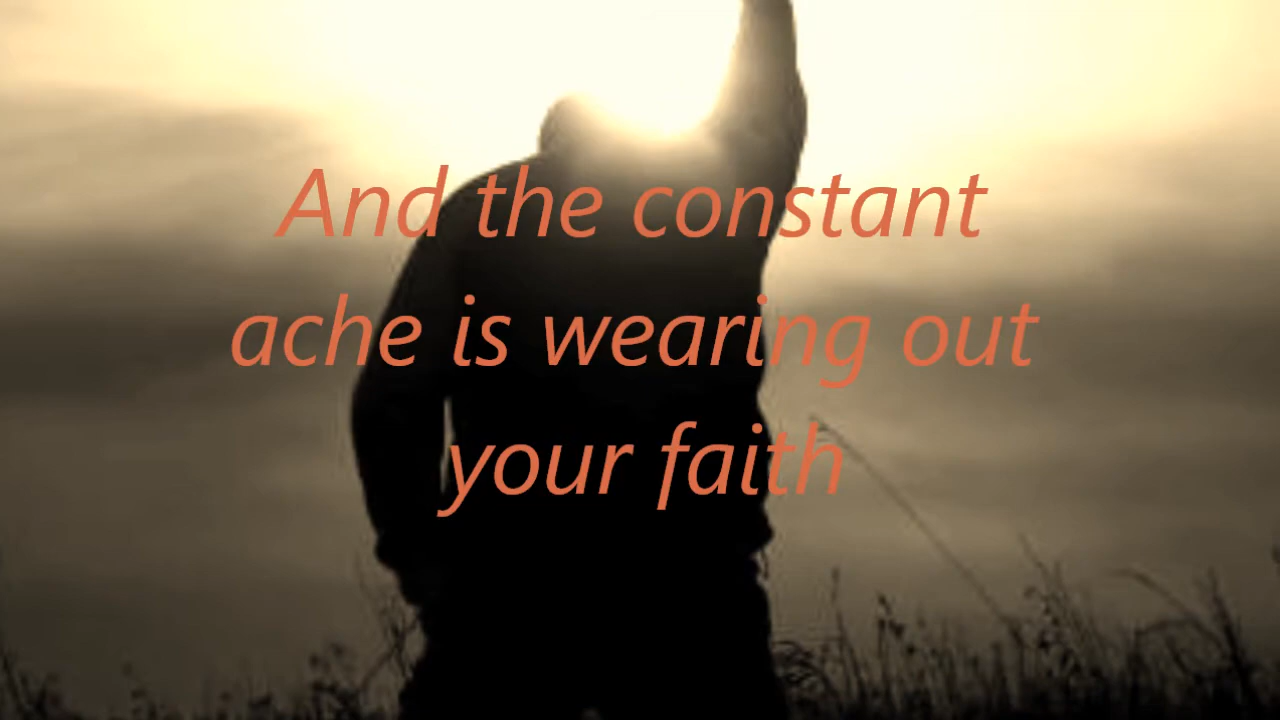 And the constant
ache is wearing out
your faith